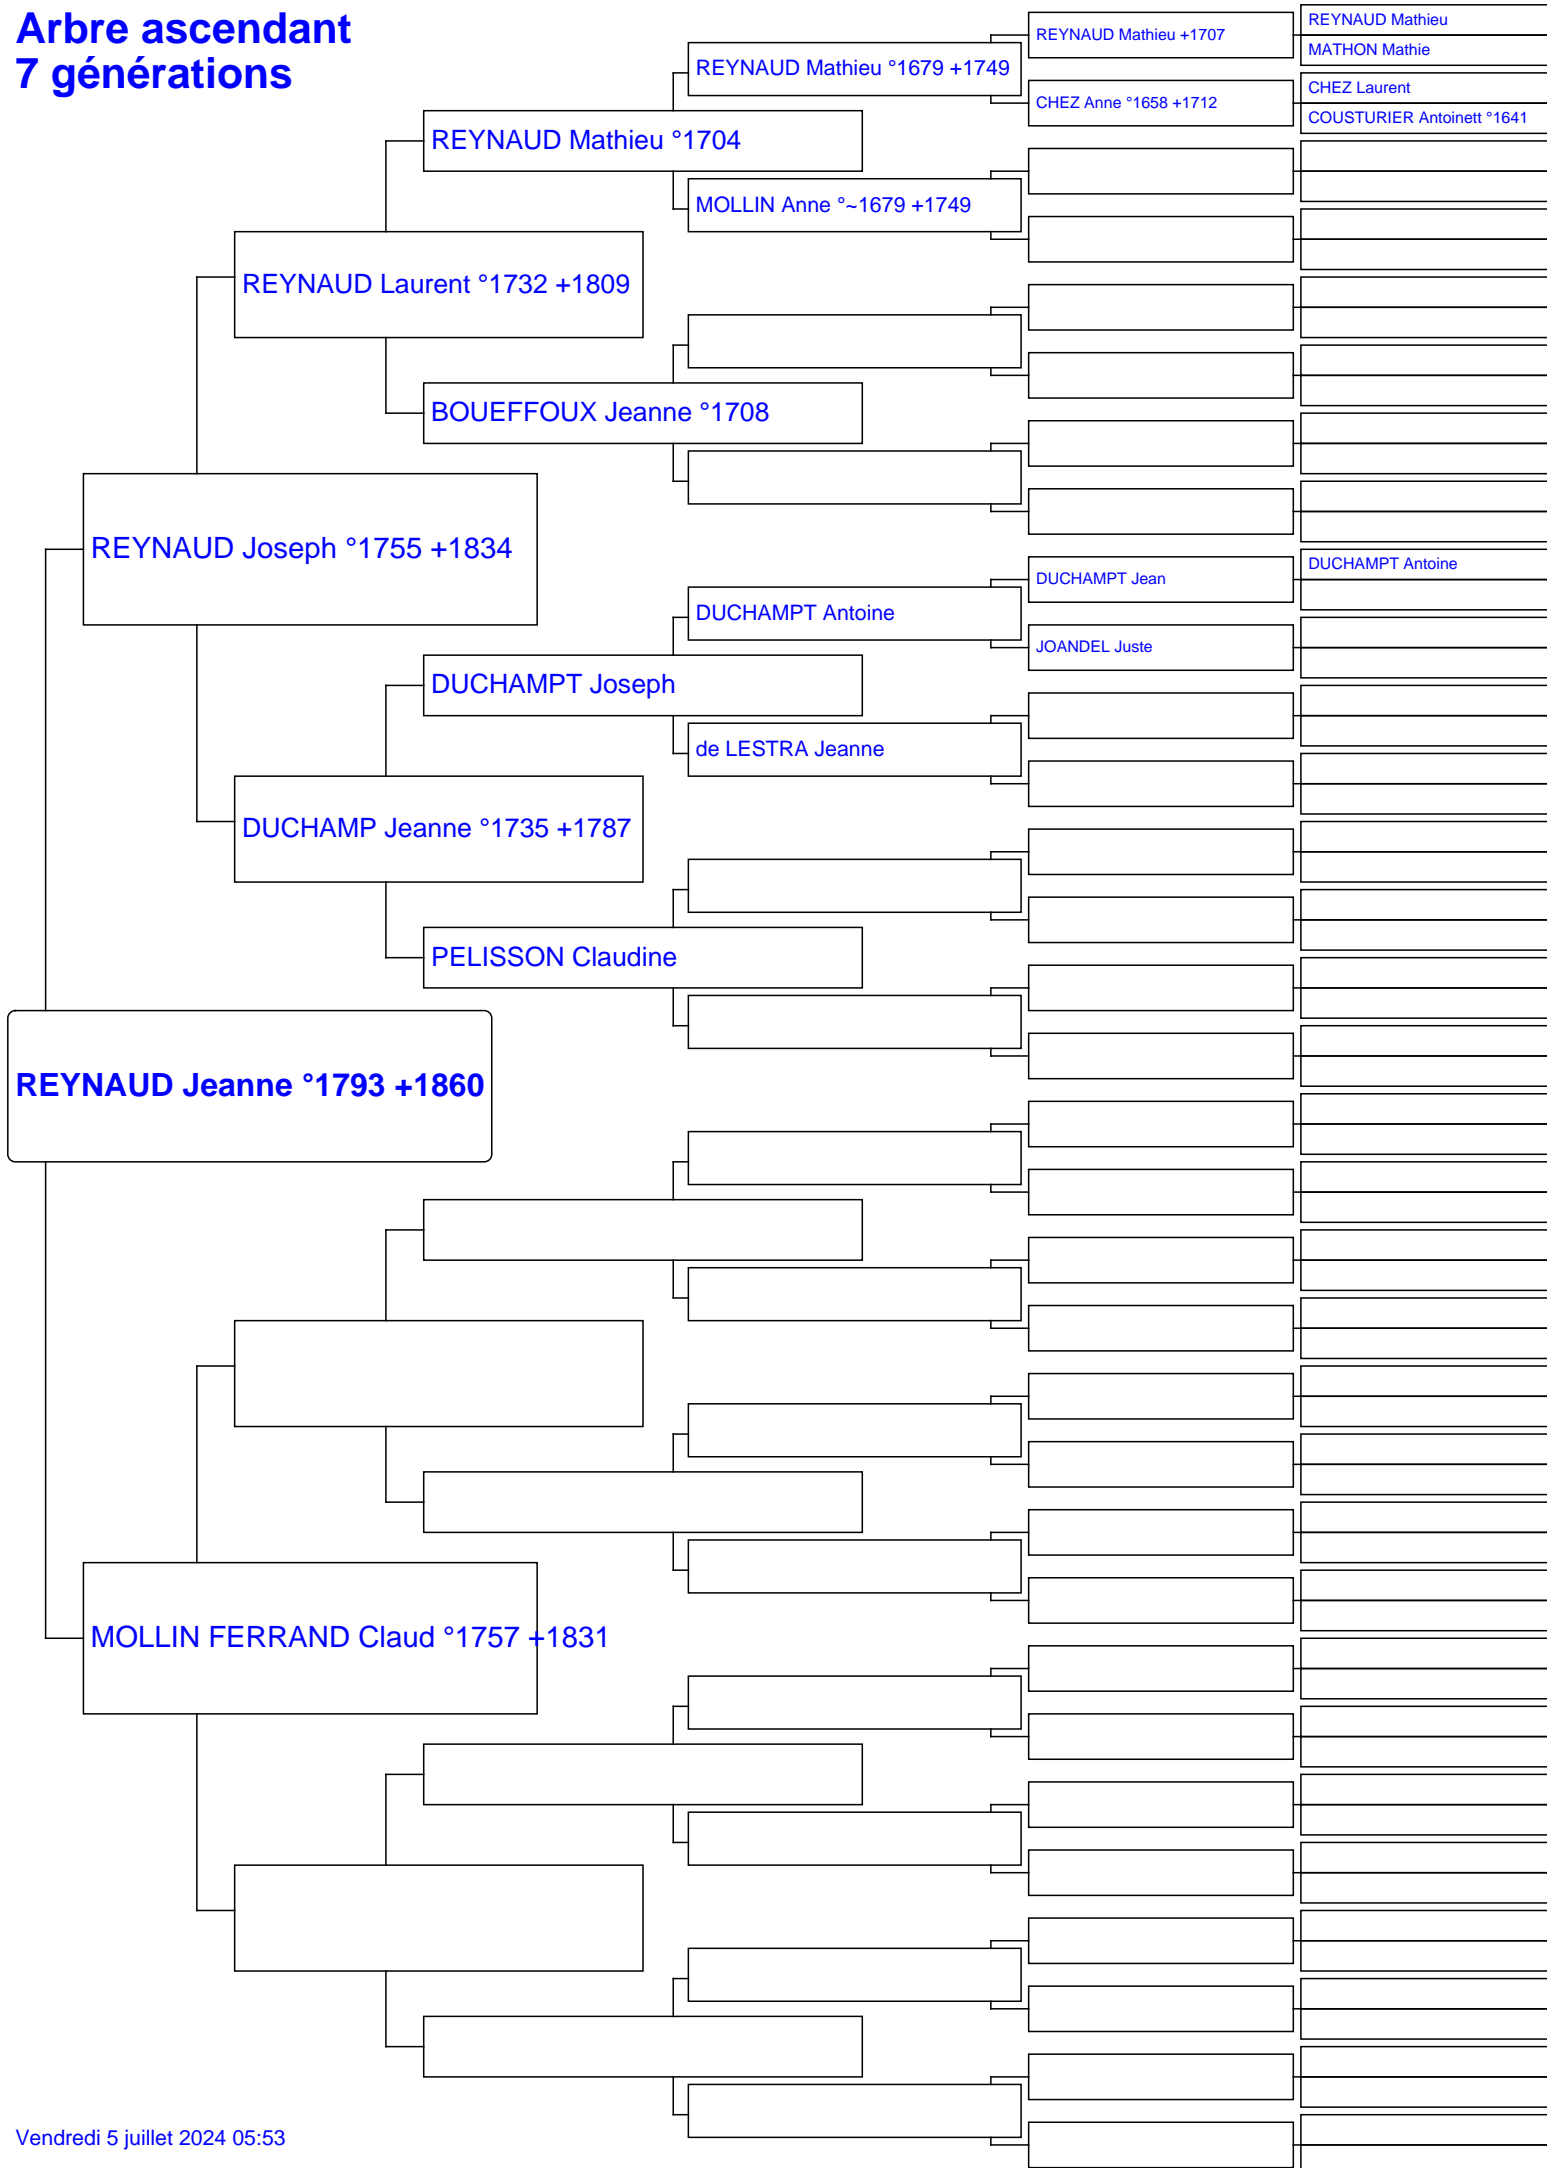 Arbre ascendant
7 générations
REYNAUD Mathieu
REYNAUD Mathieu +1707
MATHON Mathie
REYNAUD Mathieu °1679 +1749
CHEZ Laurent
CHEZ Anne °1658 +1712
COUSTURIER Antoinett °1641
REYNAUD Mathieu °1704
MOLLIN Anne °~1679 +1749
REYNAUD Laurent °1732 +1809
BOUEFFOUX Jeanne °1708
REYNAUD Joseph °1755 +1834
DUCHAMPT Antoine
DUCHAMPT Jean
DUCHAMPT Antoine
JOANDEL Juste
DUCHAMPT Joseph
de LESTRA Jeanne
DUCHAMP Jeanne °1735 +1787
PELISSON Claudine
REYNAUD Jeanne °1793 +1860
MOLLIN FERRAND Claud °1757 +1831
Vendredi 5 juillet 2024 05:53